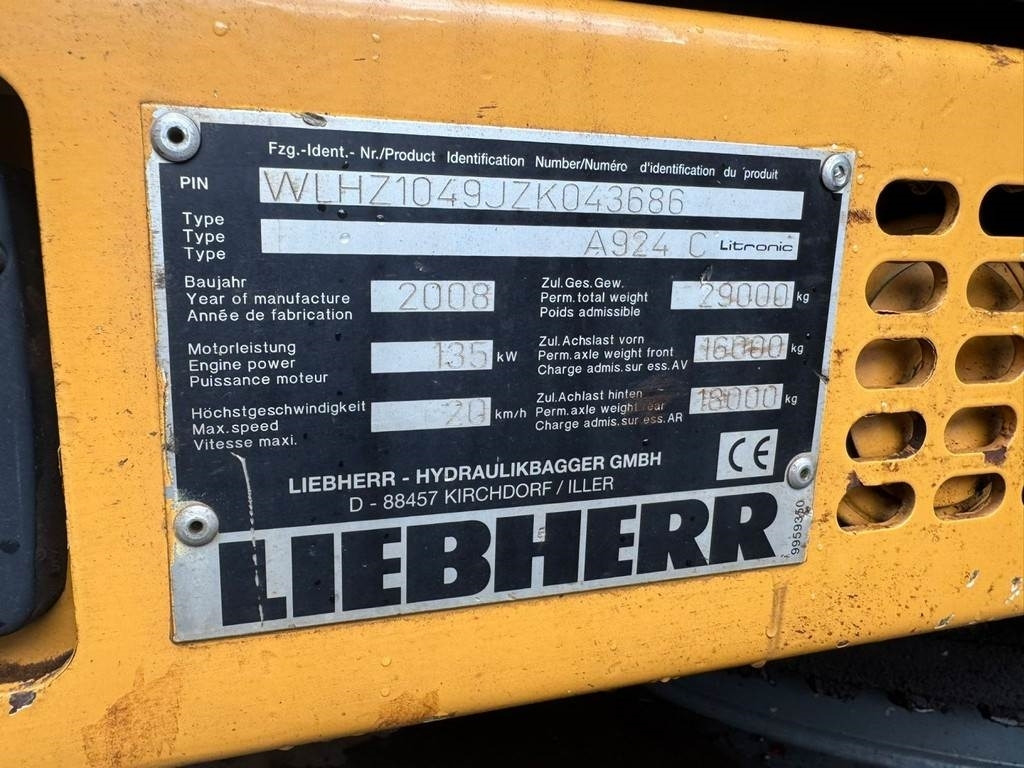 Fzg.-Ident.- Nr./Product Identification Number/Numéro d'identification du produit
PIN WLHZ1049JZK043686
Type
Type
Type
A924 C Litronic
Baujahr
Year of manufacture
Année de fabrication
2008
Zul.Ges.Gew.
Perm.total weight
Poids admissible
29000 kg
Motorleistung
Engine power
Puissance moteur
135 kW
Zul.Achslast vorn
Perm.axle weight front
Charge admis.sur ess.AV
16000 kg
Höchstgeschwindigkeit
Max.speed
Vitesse maxi.
20 km/h
Zul.Achlast hinten
Perm.axle weight rear
Charge admis.sur ess.AR
18000 kg
CE
LIEBHERR - HYDRAULIKBAGGER GMBH
D - 88457 KIRCHDORF / ILLER
LIEBHERR
9959350